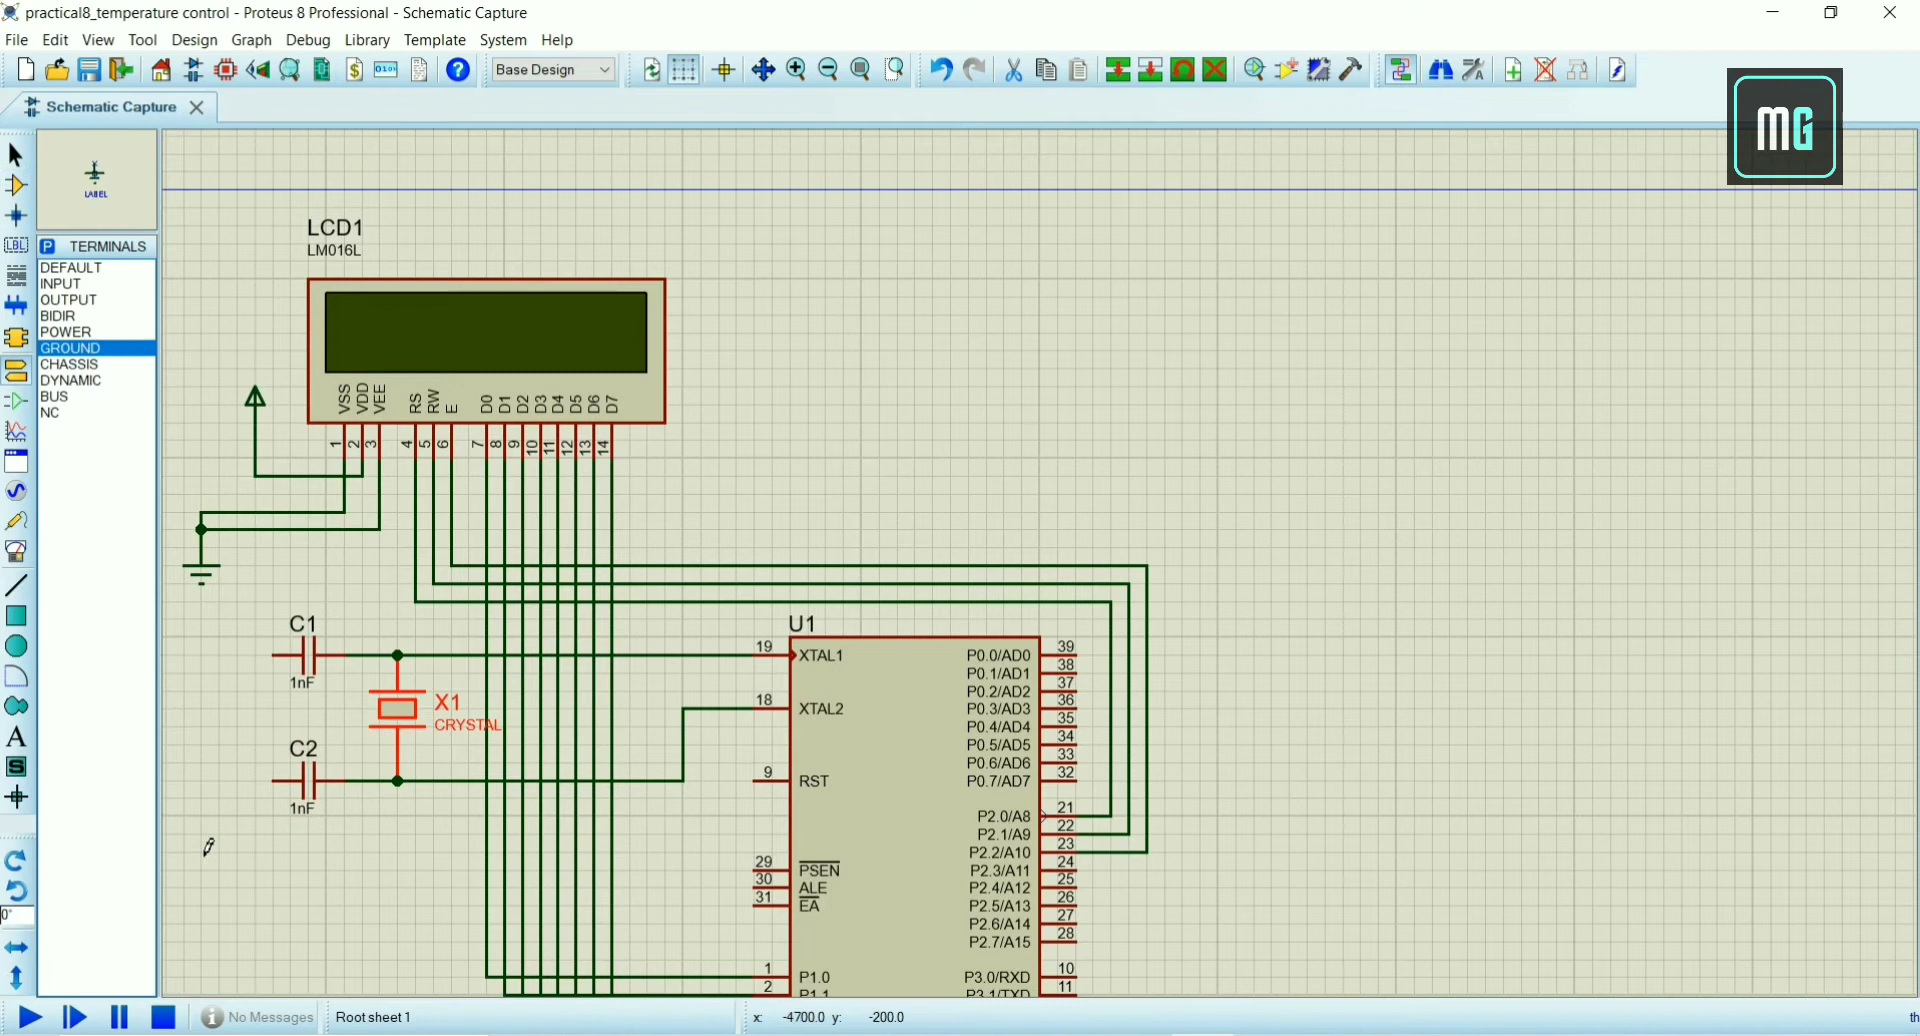 practical8_temperature control - Proteus 8 Professional - Schematic Capture
File Edit View Tool Design Graph Debug Library Template System Help
Base Design
Schematic Capture
MG
LABEL
LBL
P TERMINALS
DEFAULT
INPUT
OUTPUT
BIDIR
POWER
GROUND
CHASSIS
DYNAMIC
BUS
NC
A
S
0°
LCD1
LM016L
VSS VDD VEE RS RW E D0 D1 D2 D3 D4 D5 D6 D7
1 2 3 4 5 6 7 8 9 10 11 12 13 14
C1
1nF
X1
CRYSTAL
C2
1nF
U1
19 XTAL1 P0.0/AD0 39
P0.1/AD1 38
P0.2/AD2 37
18 XTAL2 P0.3/AD3 36
P0.4/AD4 35
P0.5/AD5 34
P0.6/AD6 33
9 RST P0.7/AD7 32
P2.0/A8 21
P2.1/A9 22
P2.2/A10 23
29 PSEN P2.3/A11 24
30 ALE P2.4/A12 25
31 EA P2.5/A13 26
P2.6/A14 27
P2.7/A15 28
1 P1.0 P3.0/RXD 10
2 P1.1 P3.1/TXD 11
No Messages Root sheet 1 x: -4700.0 y: -200.0 th